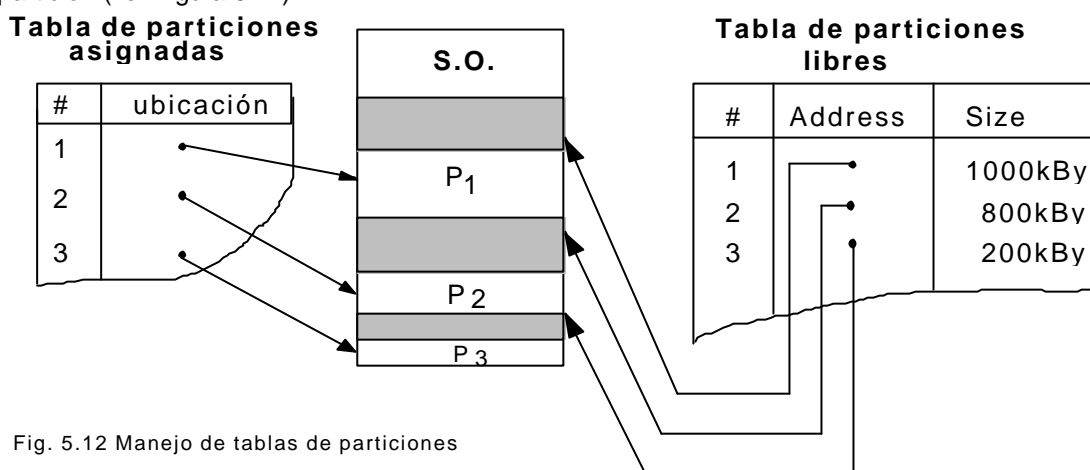 Tabla de particiones
asignadas
# ubicación
1
2
3
S.O.
P1
P2
P3
Tabla de particiones
libres
# Address Size
1 1000kBy
2 800kBy
3 200kBy
Fig. 5.12 Manejo de tablas de particiones